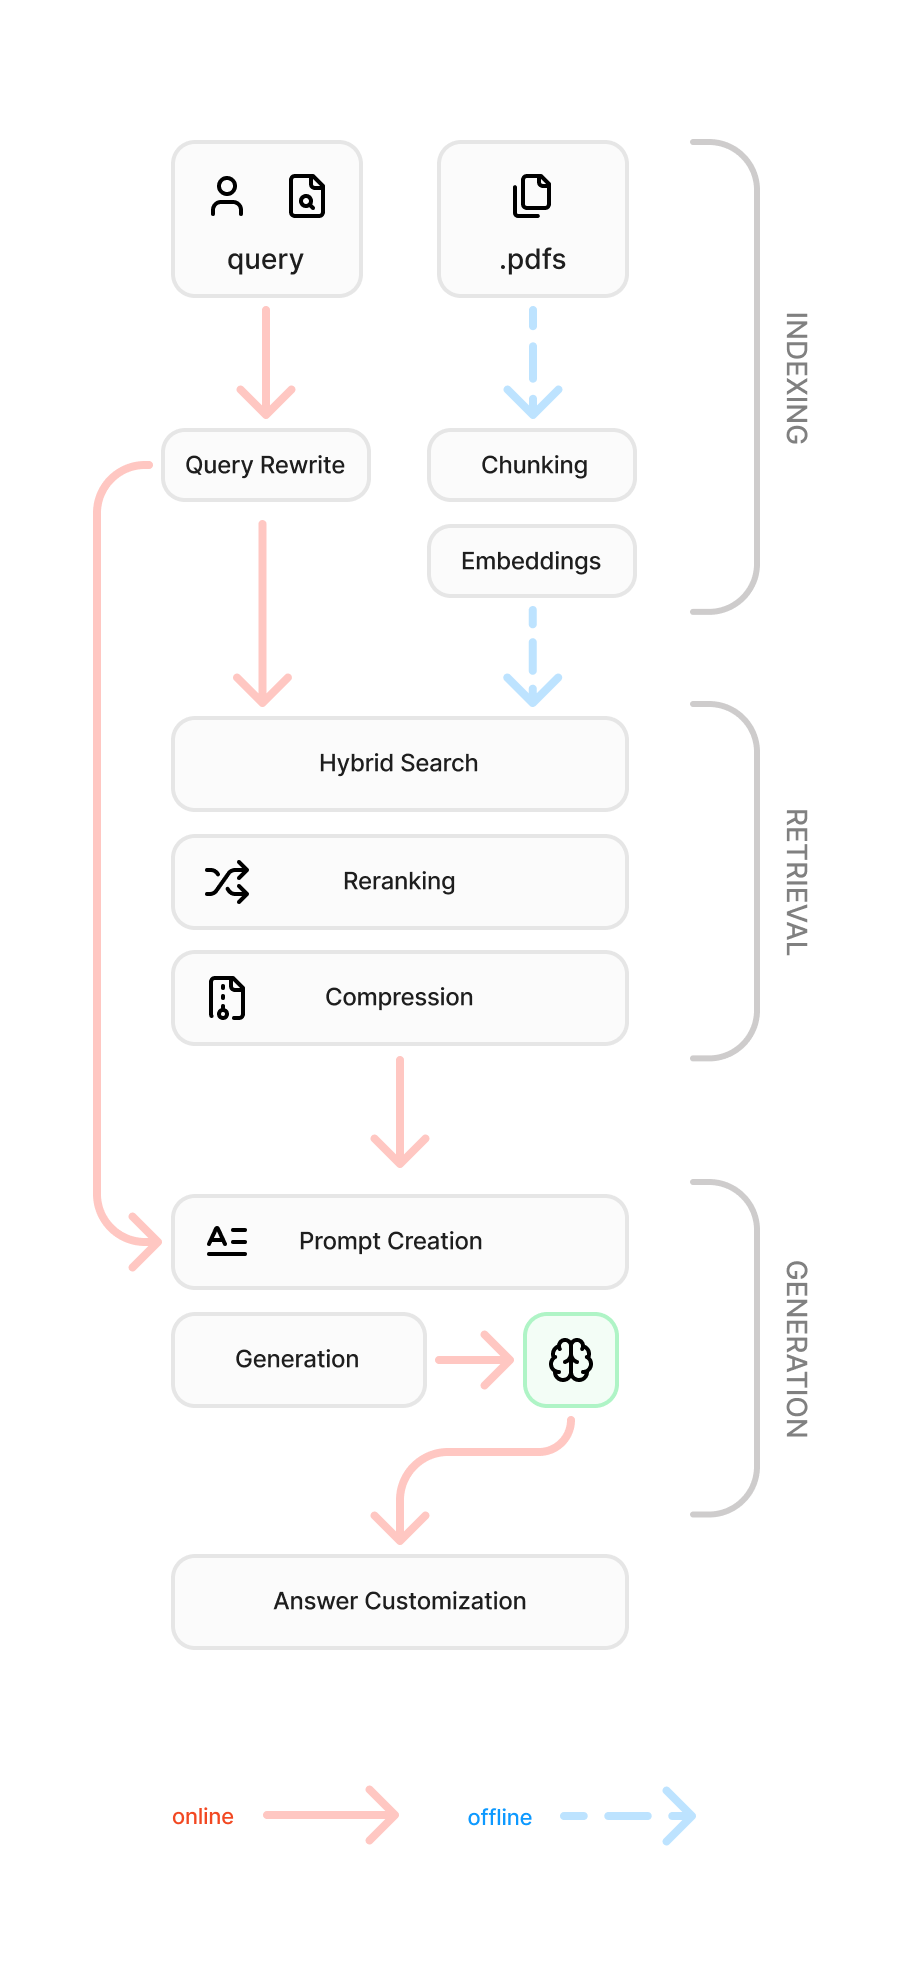 query
.pdfs
INDEXING
Query Rewrite
Chunking
Embeddings
Hybrid Search
RETRIEVAL
Reranking
Compression
Prompt Creation
GENERATION
Generation
Answer Customization
online
offline